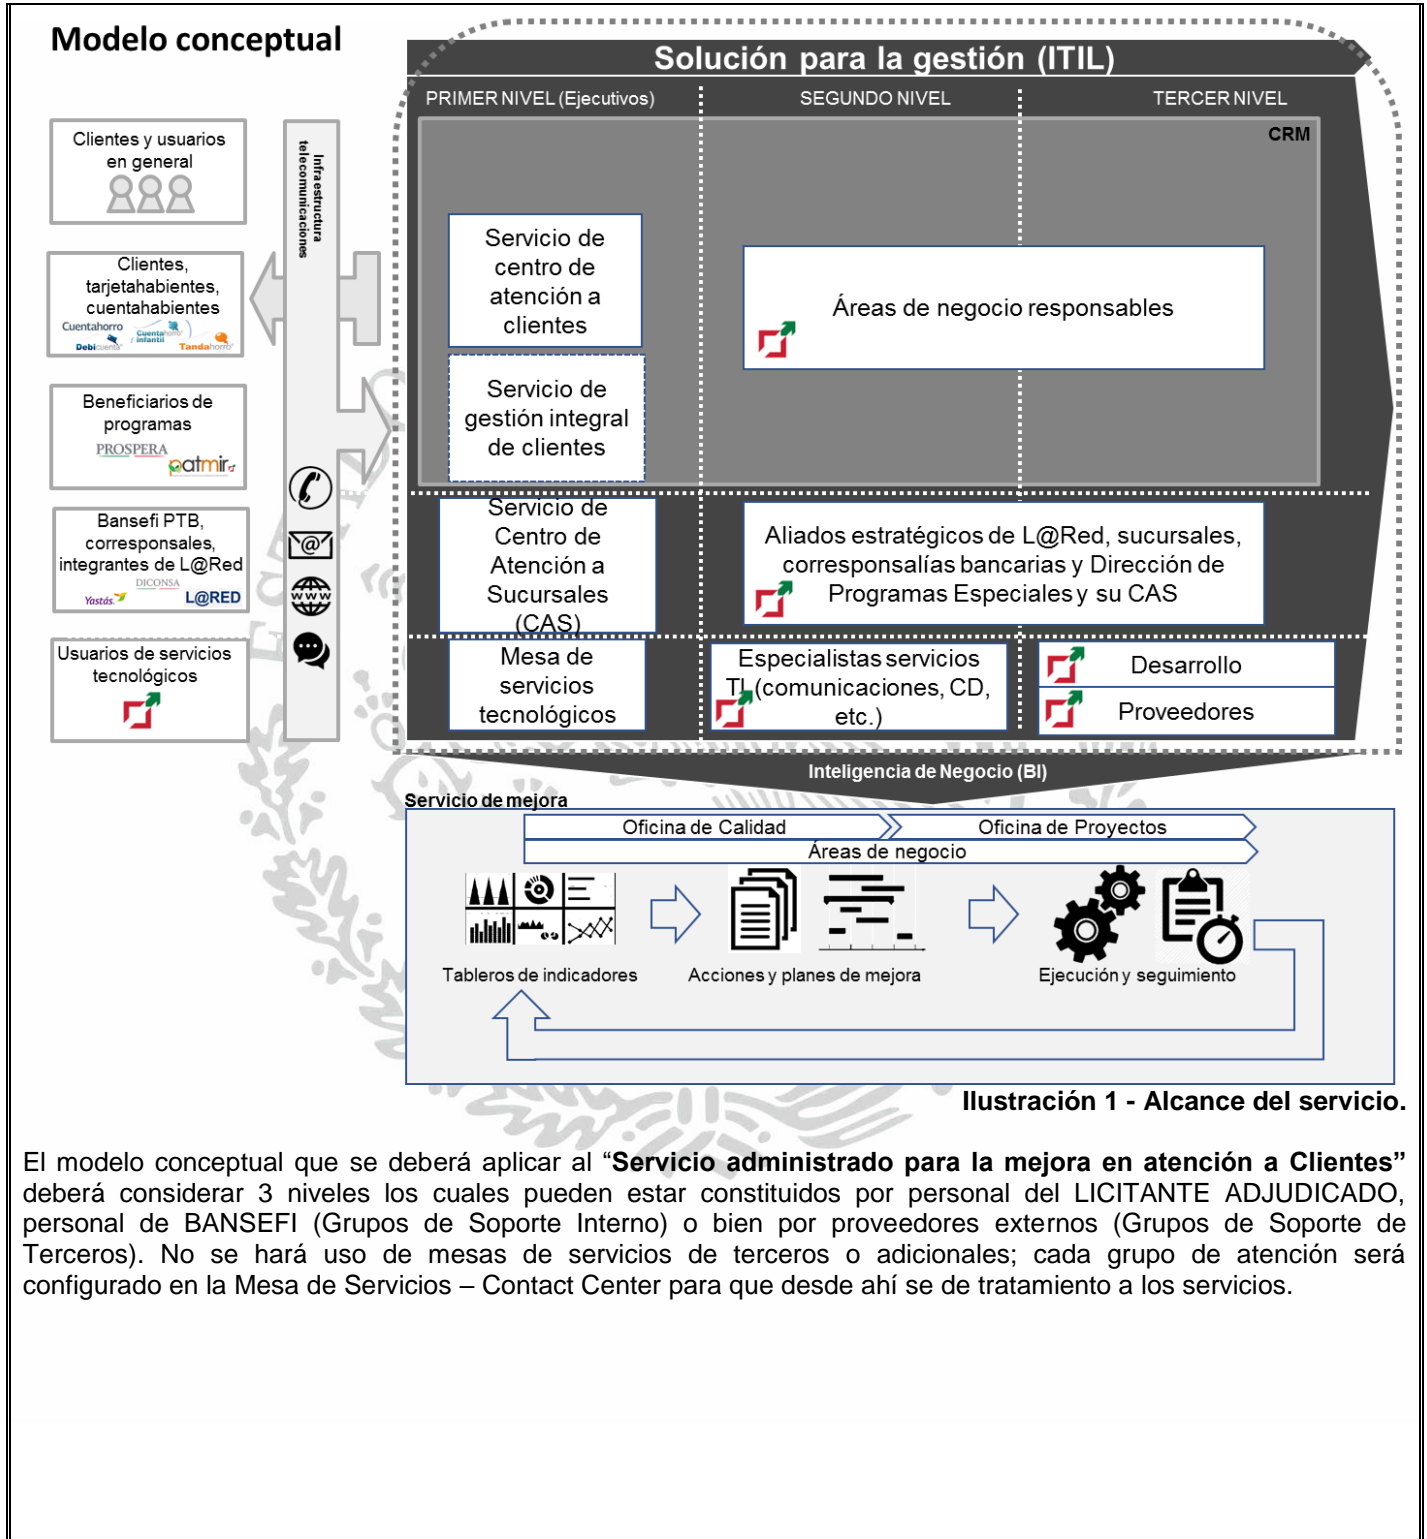 Modelo conceptual
Solución para la gestión (ITIL)
PRIMER NIVEL (Ejecutivos)
SEGUNDO NIVEL
TERCER NIVEL
CRM
Clientes y usuarios
en general
Infraestructura
telecomunicaciones
Clientes,
tarjetahabientes,
cuentahabientes
Cuentahorro
Cuentahorro
infantil
Debicuenta
Tandahorro
Beneficiarios de
programas
PROSPERA
patmir
Bansefi PTB,
corresponsales,
integrantes de L@Red
DICONSA
Yastás.
L@RED
Usuarios de servicios
tecnológicos
@
WWW
Servicio de
centro de
atención a
clientes
Áreas de negocio responsables
Servicio de
gestión integral
de clientes
Servicio de
Centro de
Atención a
Sucursales
(CAS)
Aliados estratégicos de L@Red, sucursales,
corresponsalías bancarias y Dirección de
Programas Especiales y su CAS
Mesa de
servicios
tecnológicos
Especialistas servicios
TI (comunicaciones, CD,
etc.)
Desarrollo
Proveedores
Inteligencia de Negocio (BI)
Servicio de mejora
Oficina de Calidad
Oficina de Proyectos
Áreas de negocio
Tableros de indicadores
Acciones y planes de mejora
Ejecución y seguimiento
Ilustración 1 - Alcance del servicio.
El modelo conceptual que se deberá aplicar al “Servicio administrado para la mejora en atención a Clientes”
deberá considerar 3 niveles los cuales pueden estar constituidos por personal del LICITANTE ADJUDICADO,
personal de BANSEFI (Grupos de Soporte Interno) o bien por proveedores externos (Grupos de Soporte de
Terceros). No se hará uso de mesas de servicios de terceros o adicionales; cada grupo de atención será
configurado en la Mesa de Servicios – Contact Center para que desde ahí se de tratamiento a los servicios.